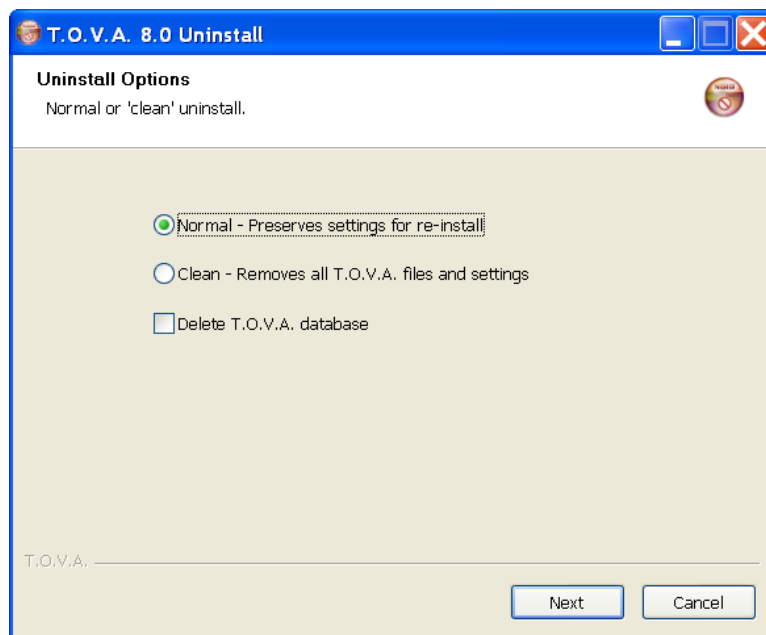 T.O.V.A. 8.0 Uninstall
Uninstall Options
Normal or 'clean' uninstall.
Normal - Preserves settings for re-install
Clean - Removes all T.O.V.A. files and settings
Delete T.O.V.A. database
T.O.V.A.
Next Cancel